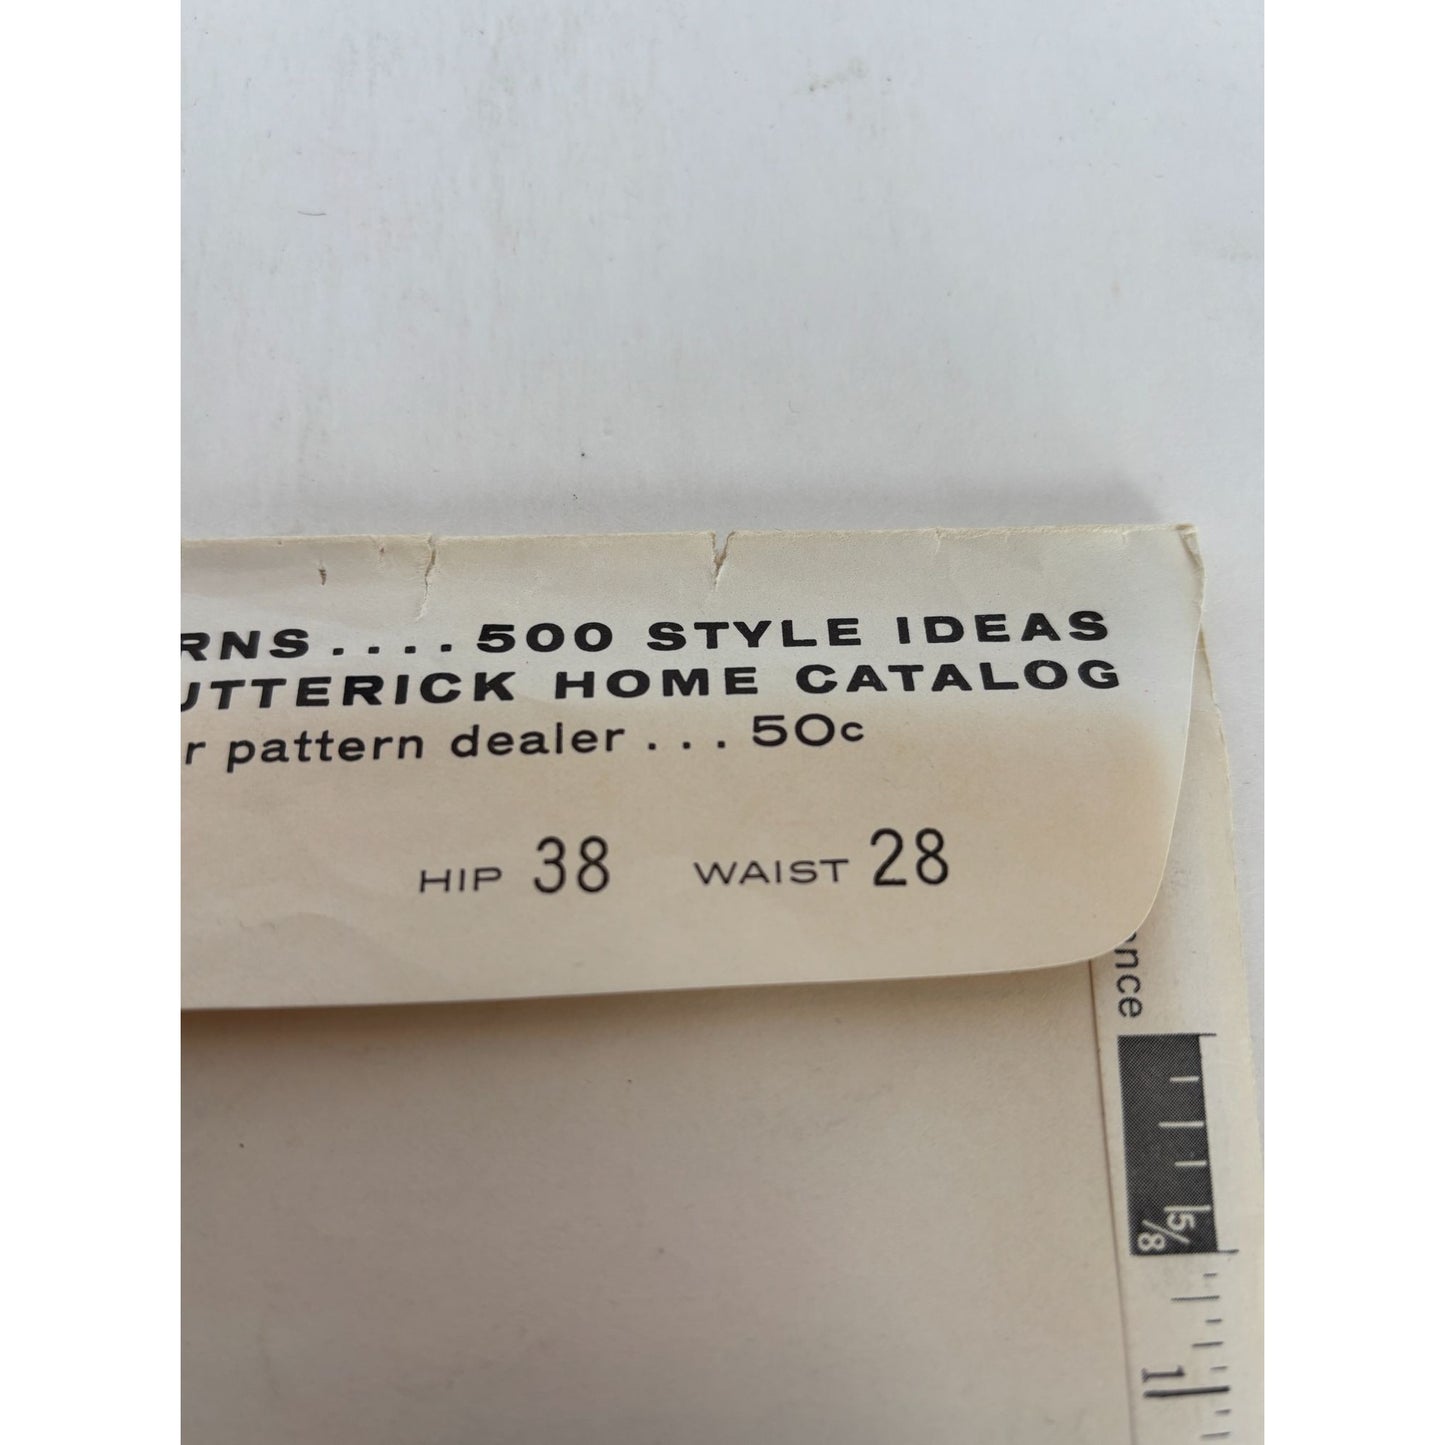 RNS....500 STYLE IDEAS
UTTERICK HOME CATALOG
r pattern dealer...50c
HIP 38 WAIST 28
nce
5/8
1